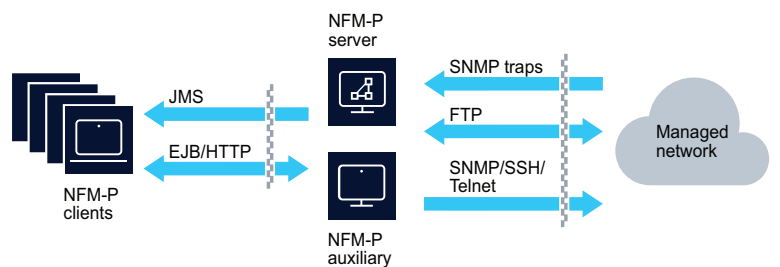 NFM-P
server
SNMP traps
JMS
FTP
Managed
network
EJB/HTTP
SNMP/SSH/
Telnet
NFM-P
clients
NFM-P
auxiliary